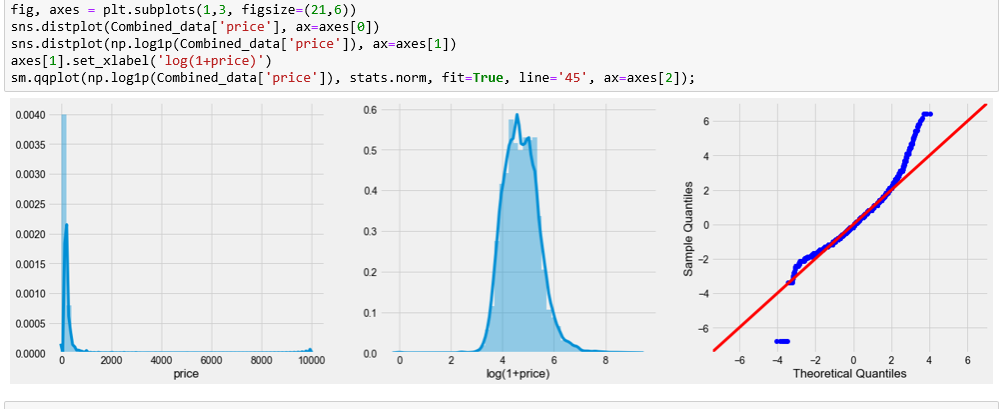 fig, axes = plt.subplots(1,3, figsize=(21,6))
sns.distplot(Combined_data['price'], ax=axes[0])
sns.distplot(np.log1p(Combined_data['price']), ax=axes[1])
axes[1].set_xlabel('log(1+price)')
sm.qqplot(np.log1p(Combined_data['price']), stats.norm, fit=True, line='45', ax=axes[2]);
0.0040
0.0035
0.0030
0.0025
0.0020
0.0015
0.0010
0.0005
0.0000
0 2000 4000 6000 8000 10000
price
0.6
0.5
0.4
0.3
0.2
0.1
0.0
0 2 4 6 8
log(1+price)
Sample Quantiles
6
4
2
0
−2
−4
−6
−6 −4 −2 0 2 4 6
Theoretical Quantiles